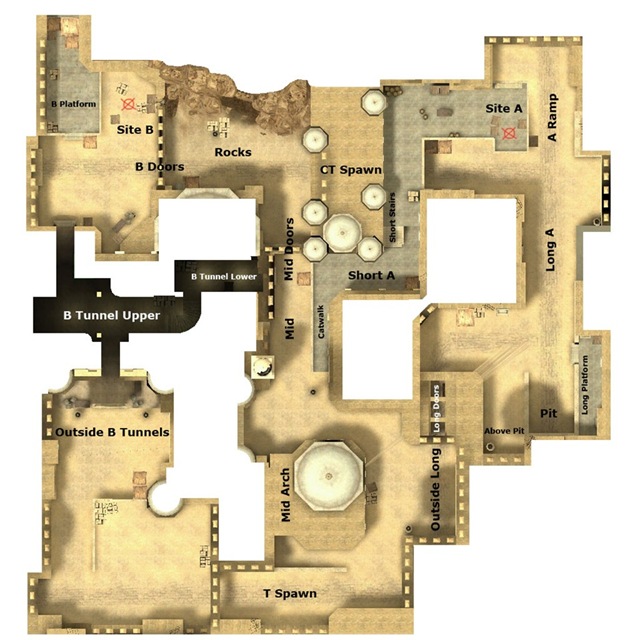 B Platform
Site B
B Doors
Rocks
CT Spawn
Site A
A Ramp
Short Stairs
Long A
Mid Doors
B Tunnel Lower
Short A
B Tunnel Upper
Mid
Catwalk
Long Platform
Long Doors
Pit
Above Pit
Outside B Tunnels
Mid Arch
Outside Long
T Spawn